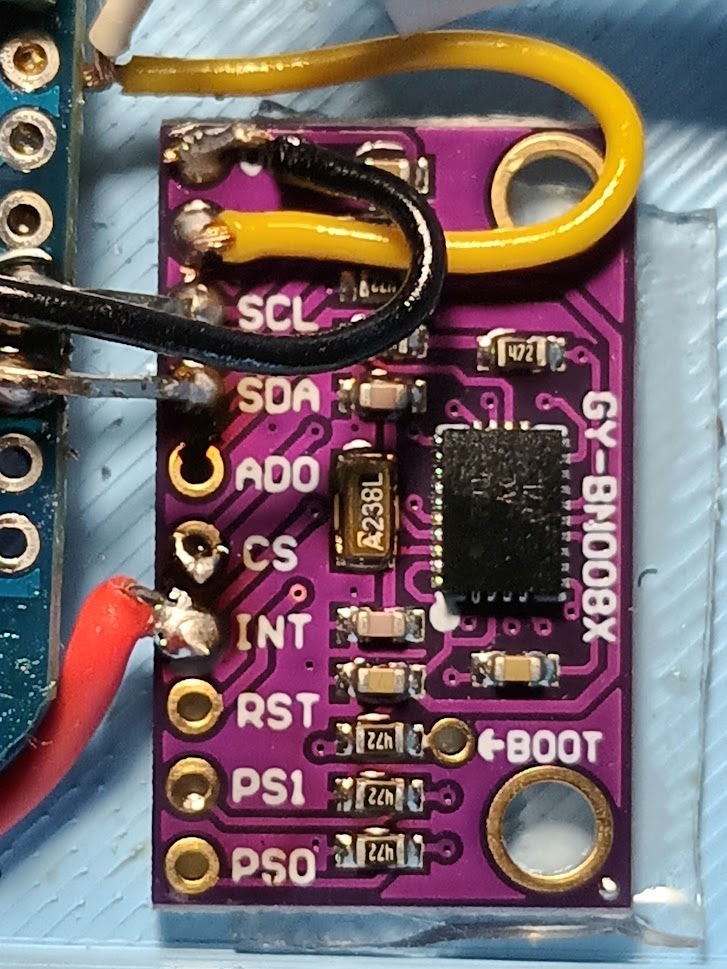 SCL
472
SDA
ADO
A238L
GY-BNO08X
CS
INT
RST
472
←BOOT
PS1
472
PS0
472